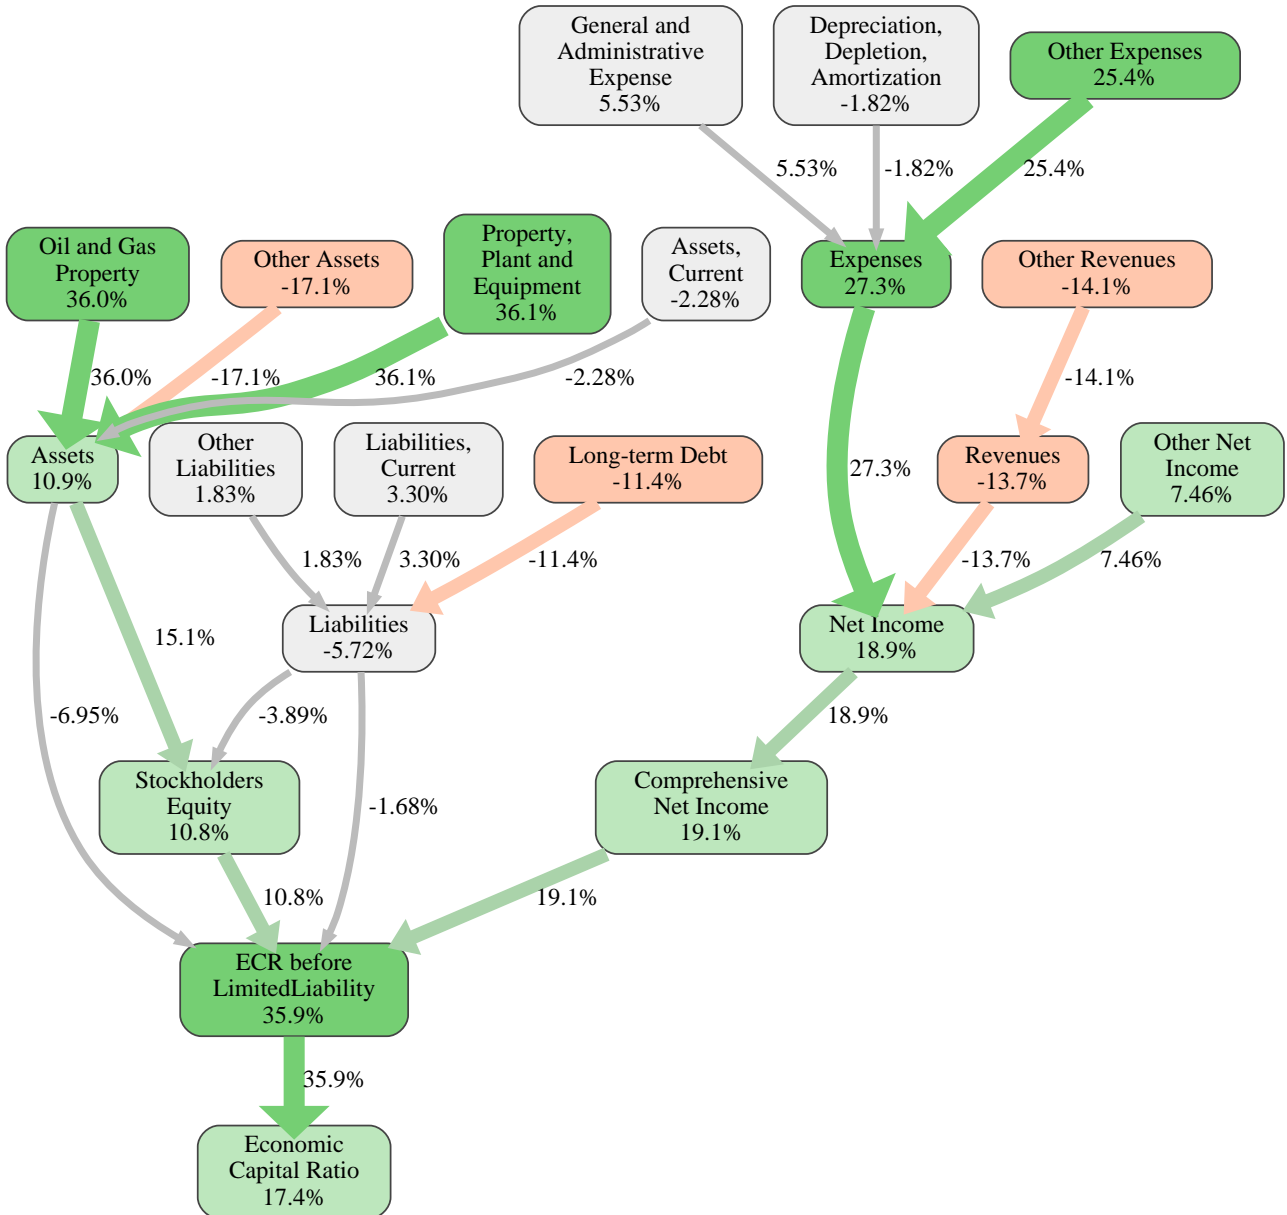 General and
Administrative
Expense
5.53%
Depreciation,
Depletion,
Amortization
-1.82%
Other Expenses
25.4%
5.53%
-1.82%
25.4%
Oil and Gas
Property
36.0%
Other Assets
-17.1%
Property,
Plant and
Equipment
36.1%
Assets,
Current
-2.28%
Expenses
27.3%
Other Revenues
-14.1%
36.0%
-17.1%
36.1%
-2.28%
-14.1%
Assets
10.9%
Other
Liabilities
1.83%
Liabilities,
Current
3.30%
Long-term Debt
-11.4%
27.3%
Revenues
-13.7%
Other Net
Income
7.46%
1.83%
3.30%
-11.4%
-13.7%
7.46%
15.1%
Liabilities
-5.72%
Net Income
18.9%
-6.95%
-3.89%
18.9%
Stockholders
Equity
10.8%
-1.68%
Comprehensive
Net Income
19.1%
10.8%
19.1%
ECR before
LimitedLiability
35.9%
35.9%
Economic
Capital Ratio
17.4%